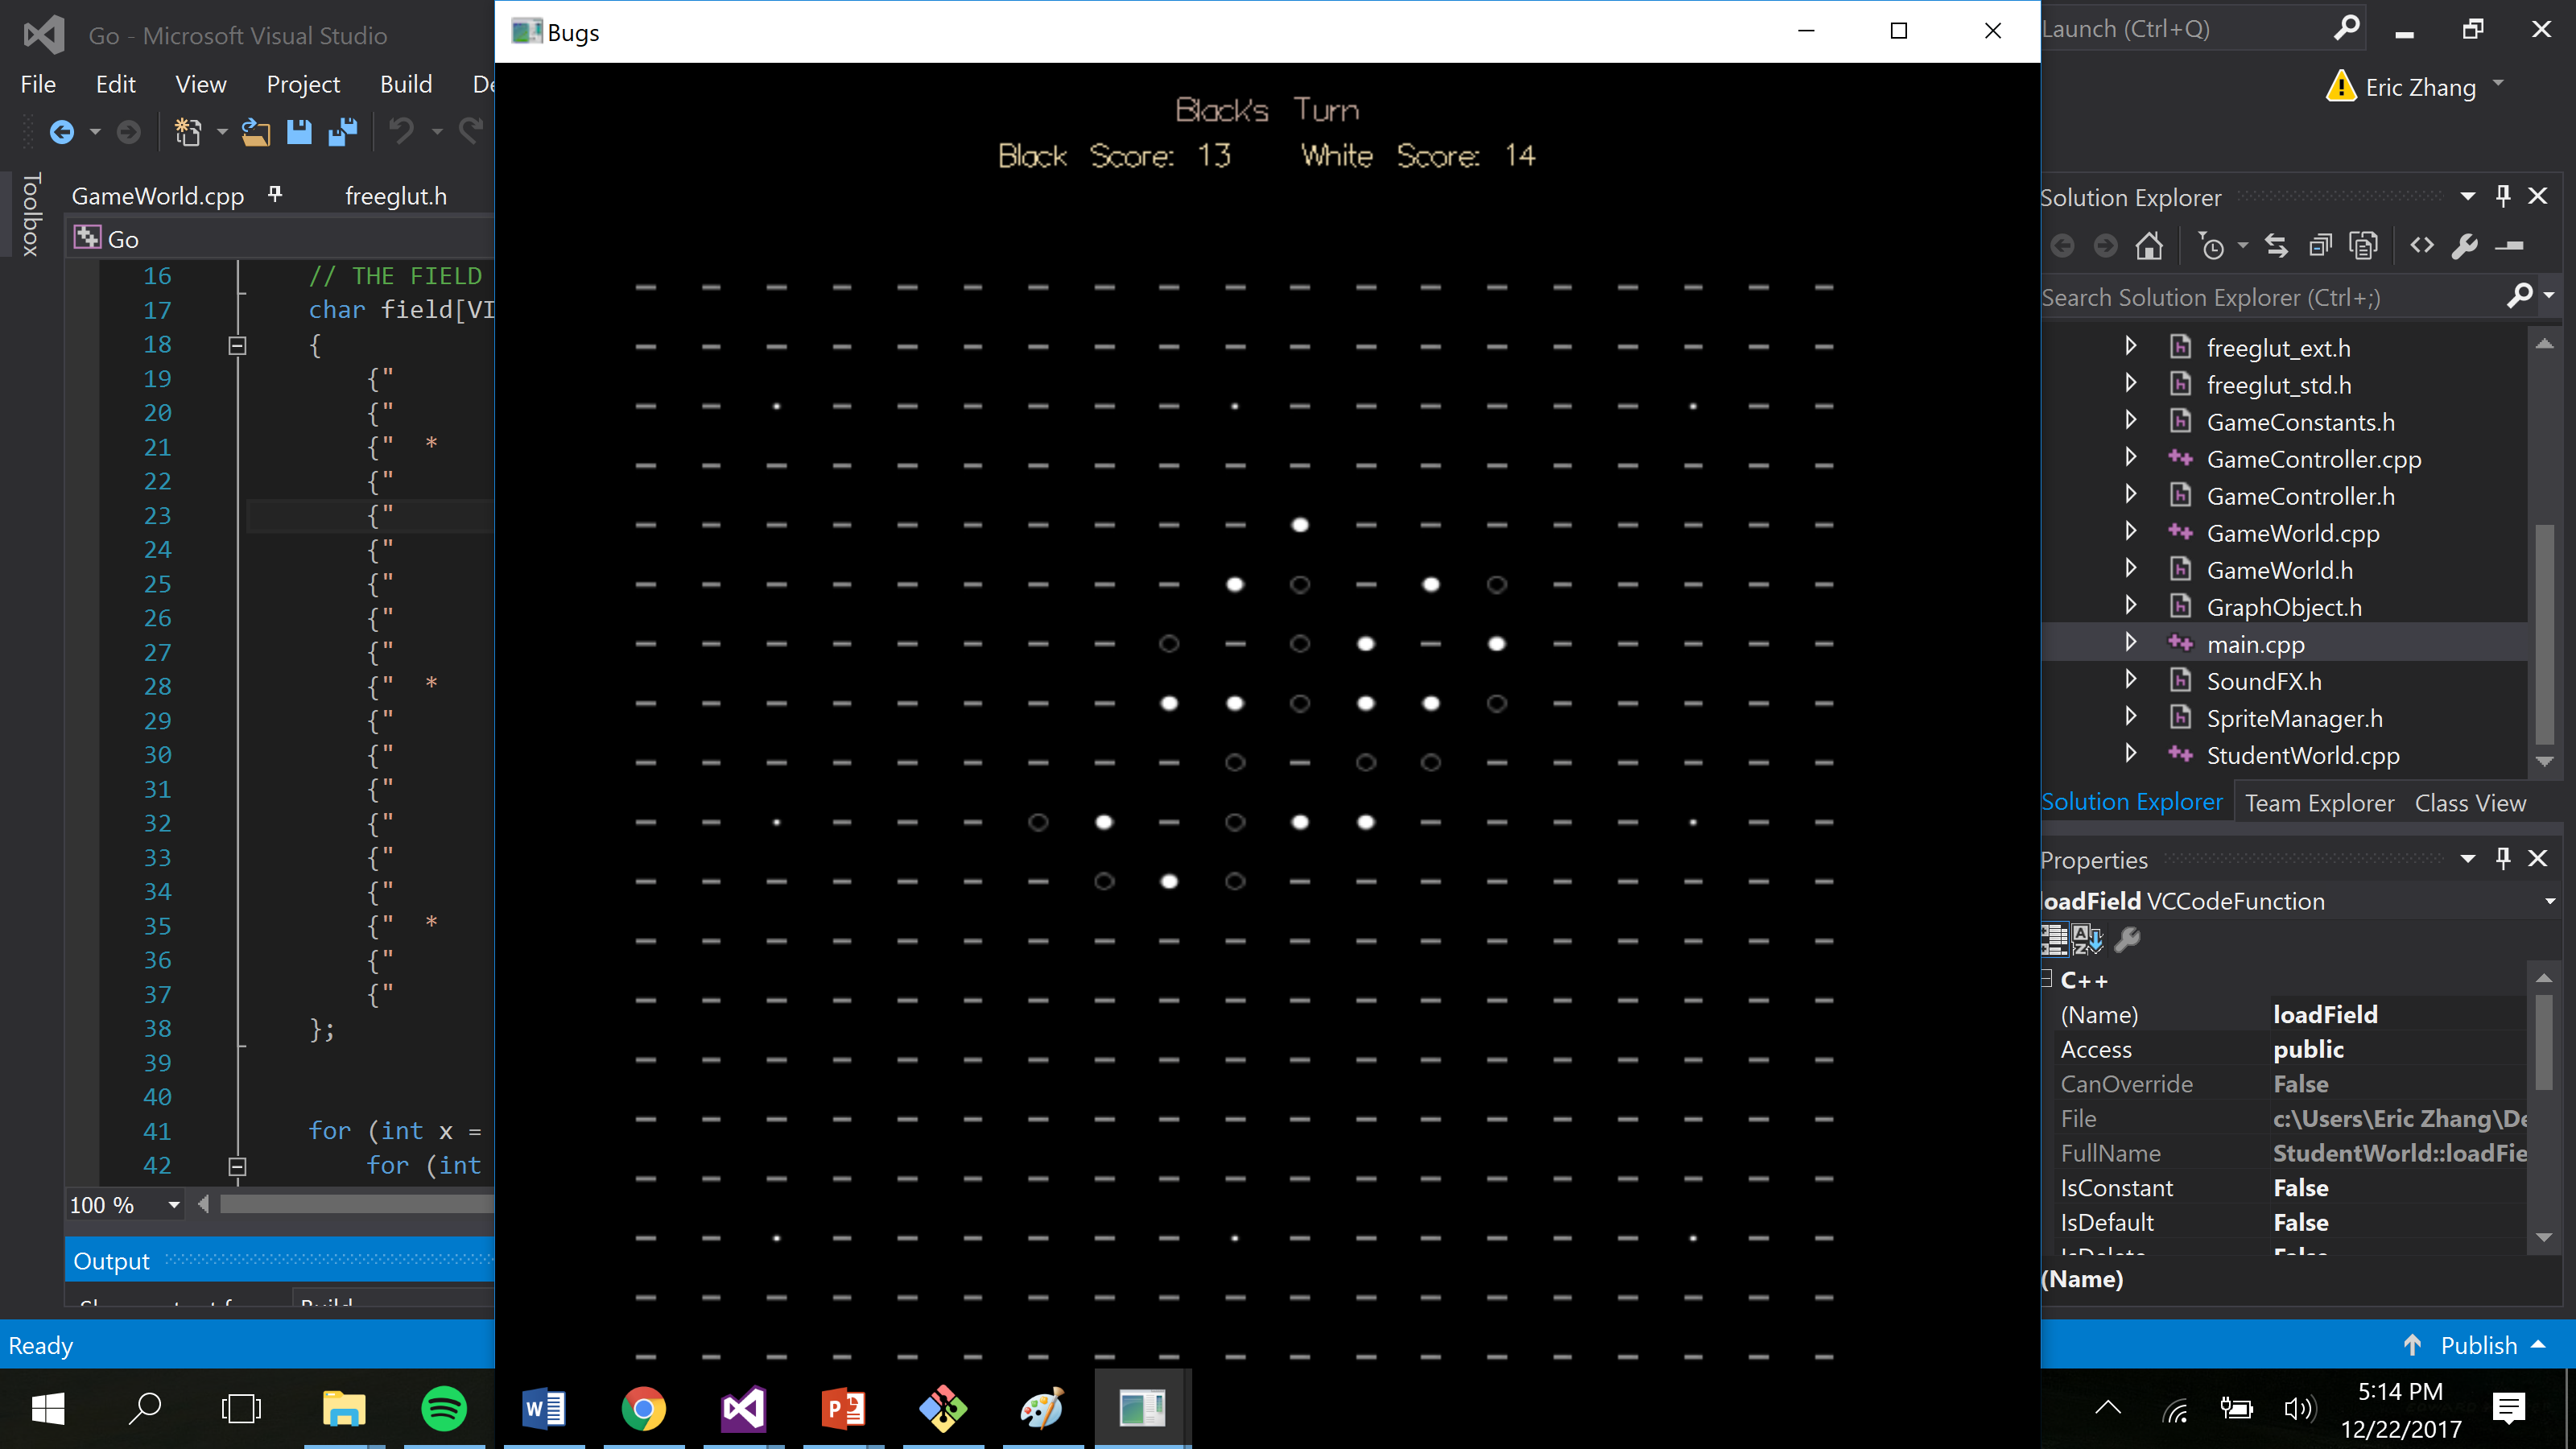 Go - Microsoft Visual Studio
Bugs
Launch (Ctrl+Q)
File Edit View Project Build
Eric Zhang
Toolbox
GameWorld.cpp freeglut.h
Go
16 // THE FIELD
17 char field[VI
18 {
19 {"
20 {"
21 {" *
22 {"
23 {"
24 {"
25 {"
26 {"
27 {"
28 {" *
29 {"
30 {"
31 {"
32 {" *
33 {"
34 {"
35 {" *
36 {"
37 {"
38 };
39
40
41 for (int x =
42 for (int
100 %
Output
Ready
Black's Turn
Black Score: 13 White Score: 14
Solution Explorer
Search Solution Explorer (Ctrl+;)
freeglut_ext.h
freeglut_std.h
GameConstants.h
GameController.cpp
GameController.h
GameWorld.cpp
GameWorld.h
GraphObject.h
main.cpp
SoundFX.h
SpriteManager.h
StudentWorld.cpp
Solution Explorer Team Explorer Class View
Properties
loadField VCCodeFunction
C++
(Name) loadField
Access public
CanOverride False
File c:\Users\Eric Zhang\De
FullName StudentWorld::loadFie
IsConstant False
IsDefault False
(Name)
Publish
5:14 PM
12/22/2017